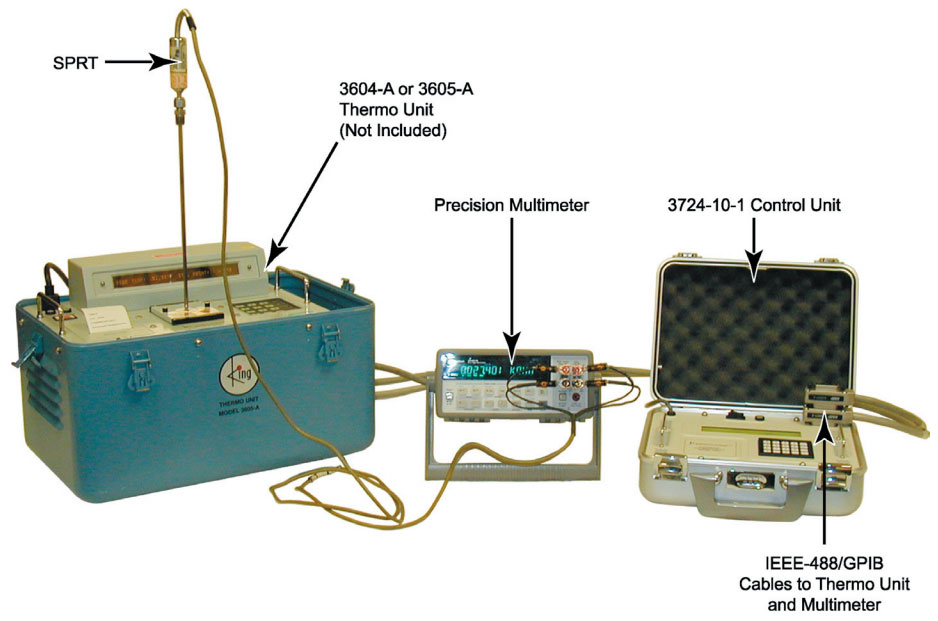 SPRT
3604-A or 3605-A
Thermo Unit
(Not Included)
Precision Multimeter
3724-10-1 Control Unit
King
THERMO UNIT
MODEL 3605-A
IEEE-488/GPIB
Cables to Thermo Unit
and Multimeter